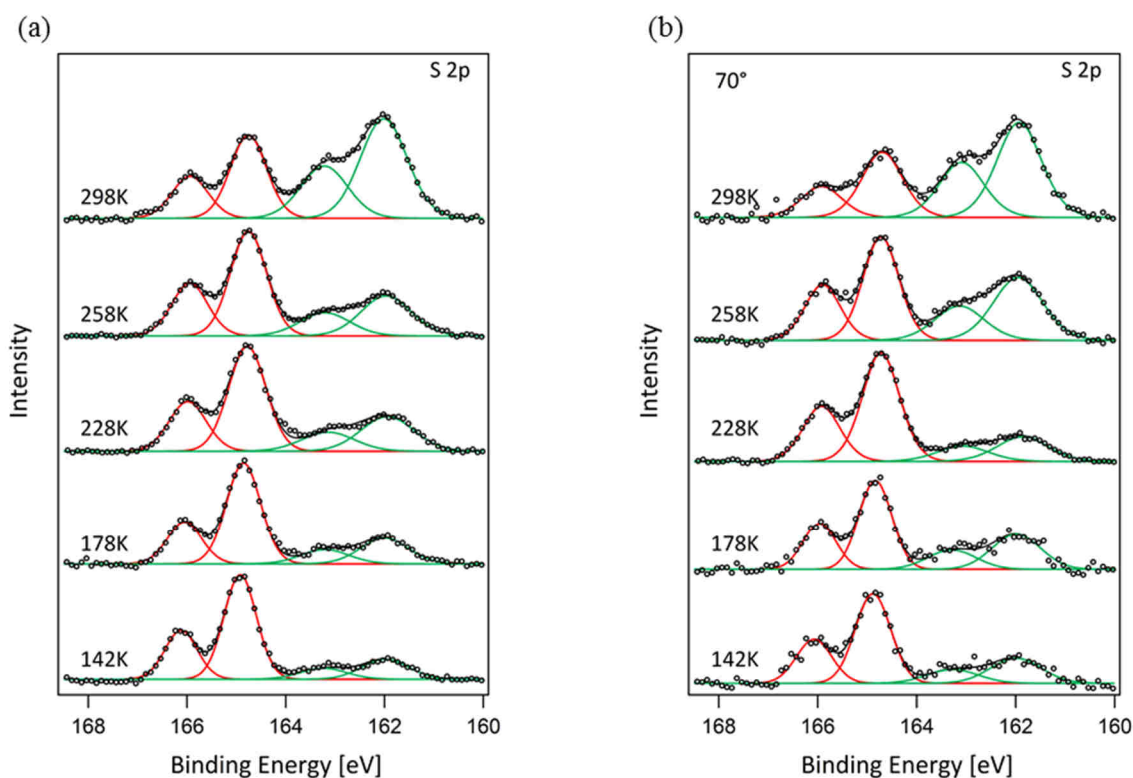 (a)
S 2p
298K
258K
228K
178K
142K
Intensity
168 166 164 162 160
Binding Energy [eV]
(b)
70° S 2p
298K
258K
228K
178K
142K
Intensity
168 166 164 162 160
Binding Energy [eV]